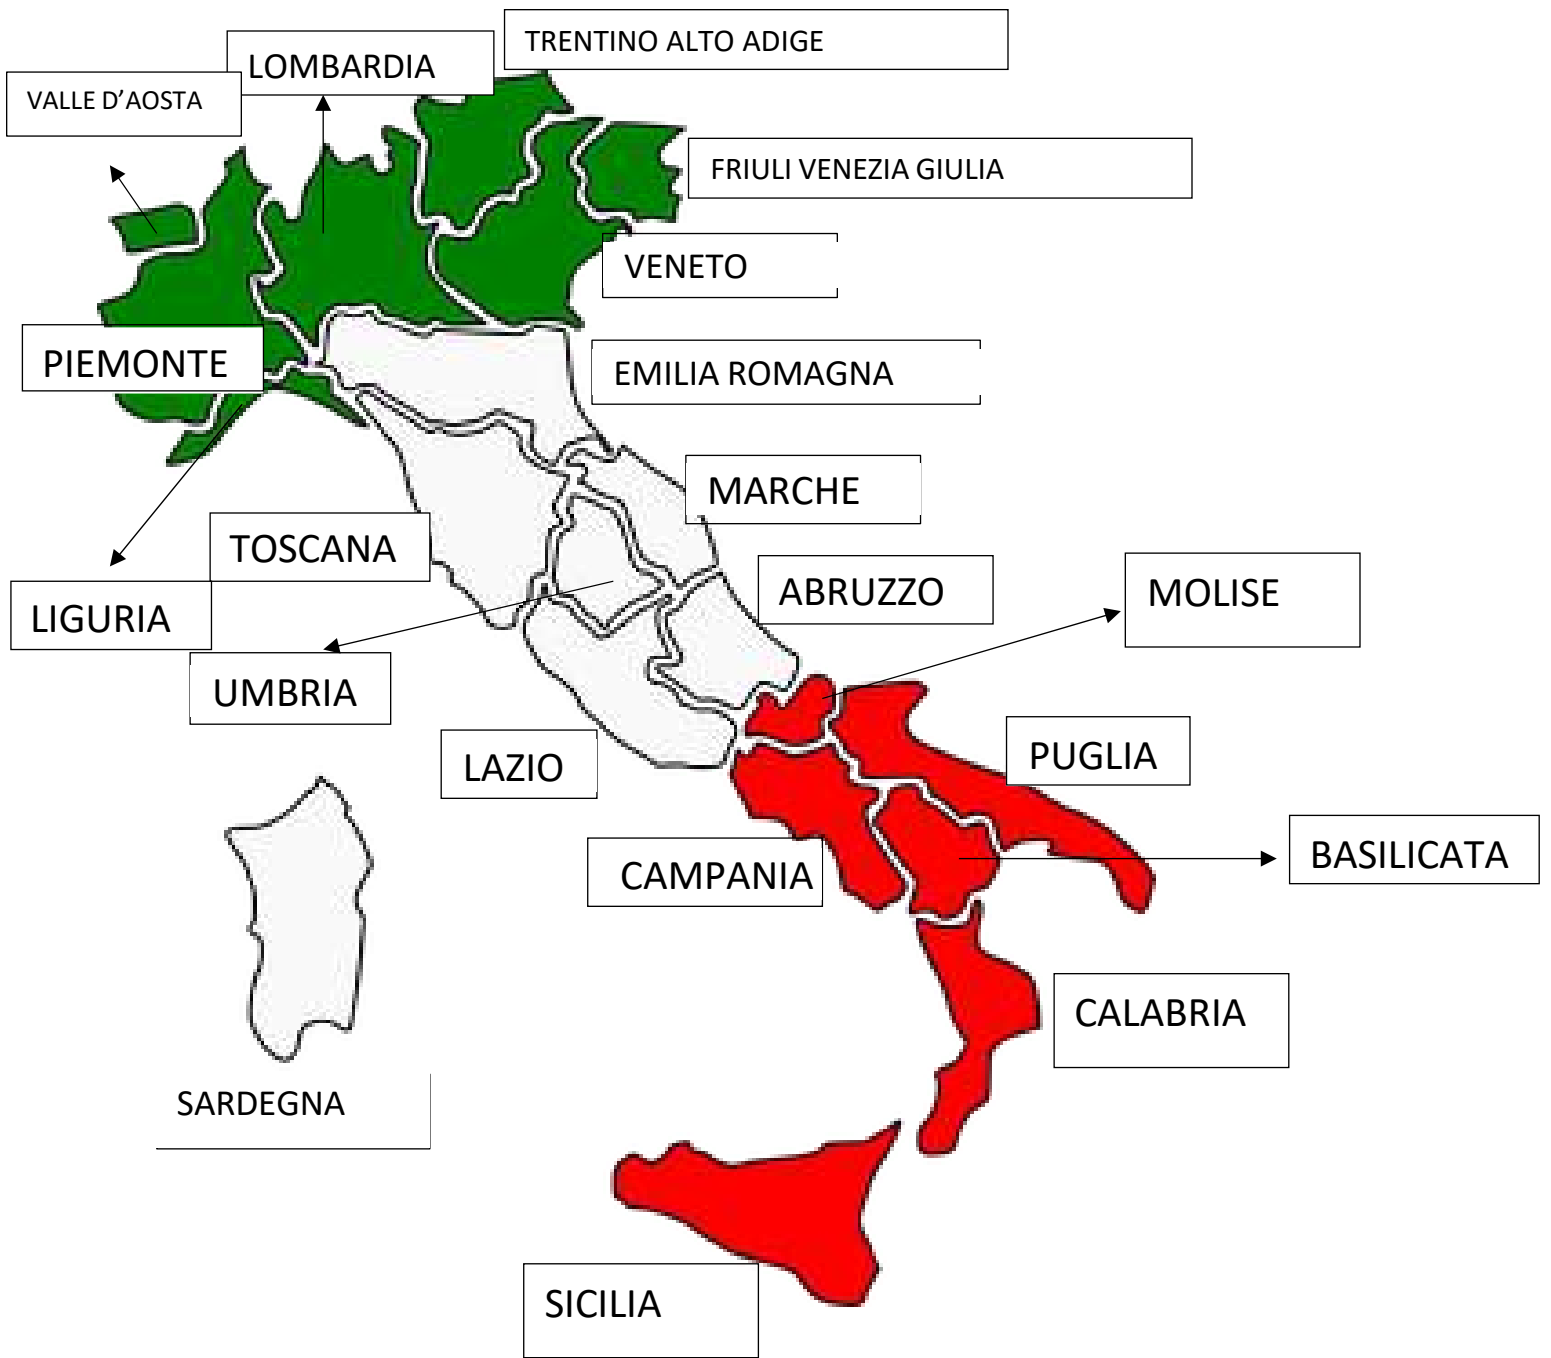 TRENTINO ALTO ADIGE
LOMBARDIA
VALLE D’AOSTA
FRIULI VENEZIA GIULIA
VENETO
PIEMONTE
EMILIA ROMAGNA
MARCHE
TOSCANA
ABRUZZO
MOLISE
LIGURIA
UMBRIA
PUGLIA
LAZIO
BASILICATA
CAMPANIA
CALABRIA
SARDEGNA
SICILIA